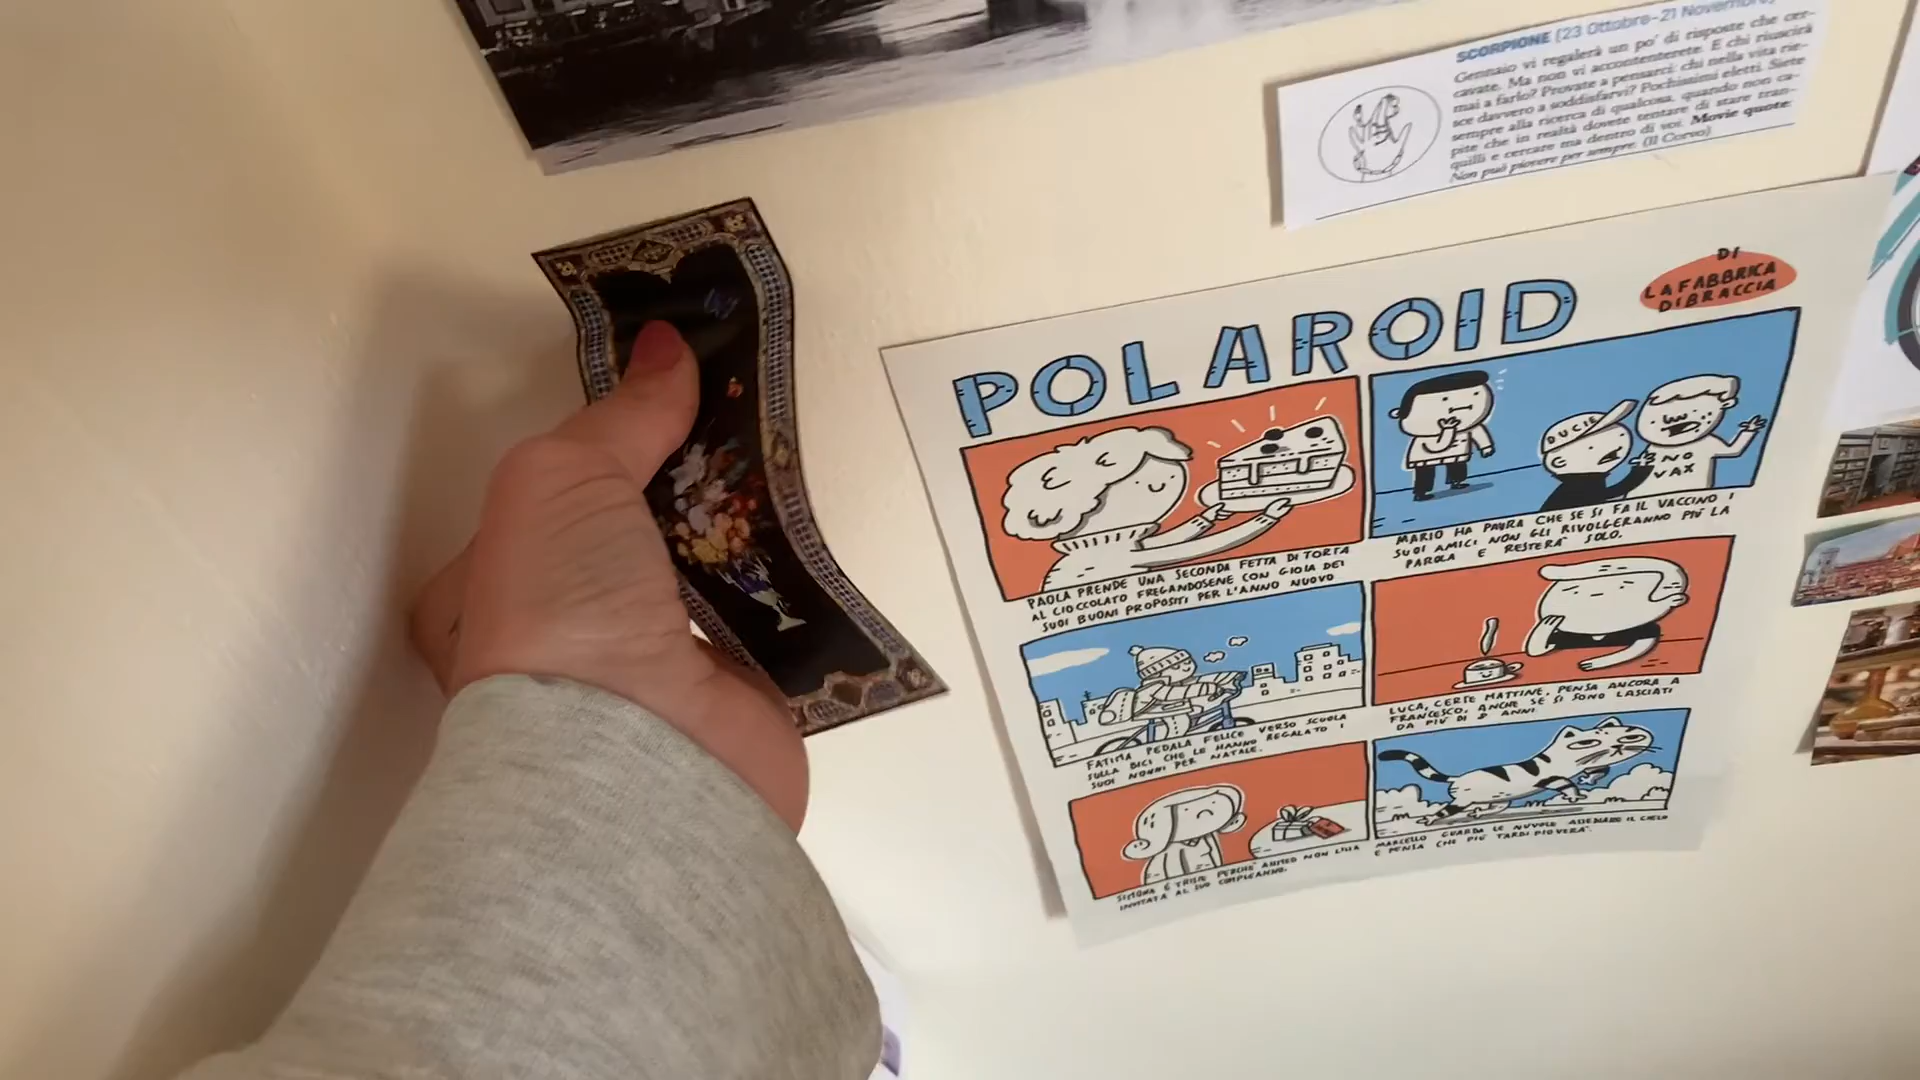 SCORPIONE (23 Ottobre-21 Novembre)
Gennaio vi regalerà un po' di risposte che cer-
cavate. Ma non vi accontenterete. E chi riuscirà
mai a farlo? Provate a pensarci: chi nella vita rie-
sce davvero a soddisfarvi? Pochissimi eletti. Siete
sempre alla ricerca di qualcosa, quando non ca-
pite che in realtà dovete tentare di stare tran-
quilli e cercare ma dentro di voi. Movie quote:
Non può piovere per sempre. (Il Corvo)
POLAROID
DI
LA FABBRICA
DI BRACCIA
DUCIE
NO
VAX
PAOLA PRENDE UNA SECONDA FETTA DI TORTA
AL CIOCCOLATO FREGANDOSENE CON GIOIA DEI
SUOI BUONI PROPOSITI PER L'ANNO NUOVO
MARIO HA PAURA CHE SE SI FA IL VACCINO I
SUOI AMICI NON GLI RIVOLGERANNO PIÙ LA
PAROLA E RESTERA' SOLO.
FATIMA PEDALA FELICE VERSO SCUOLA
SULLA BICI CHE LE HANNO REGALATO I
SUOI NONNI PER NATALE.
LUCA, CERTE MATTINE, PENSA ANCORA A
FRANCESCO, ANCHE SE SI SONO LASCIATI
DA PIÙ DI 8 ANNI.
SIMONA È TRISTE PERCHE' AHMED NON L'HA
INVITATA AL SUO COMPLEANNO.
MARCELLO GUARDA LE NUVOLE ADORNARE IL CIELO
E PENSA CHE PIÙ TARDI PIOVERA'.